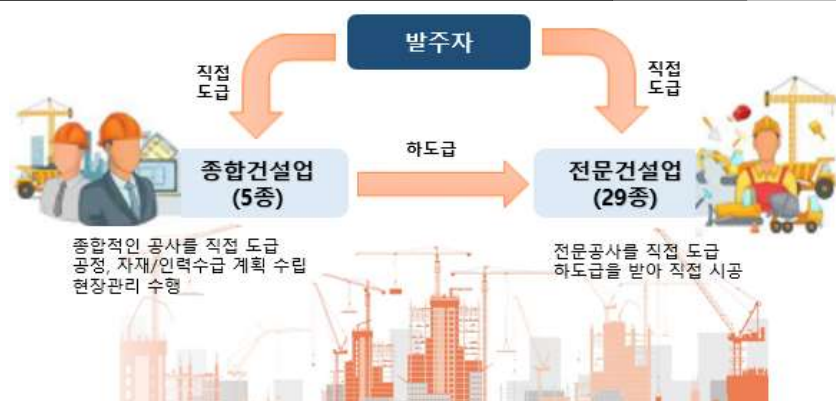 발주자
직접
도급
직접
도급
종합건설업
(5종)
하도급
전문건설업
(29종)
종합적인 공사를 직접 도급
공정, 자재/인력수급 계획 수립
현장관리 수행
전문공사를 직접 도급
하도급을 받아 직접 시공